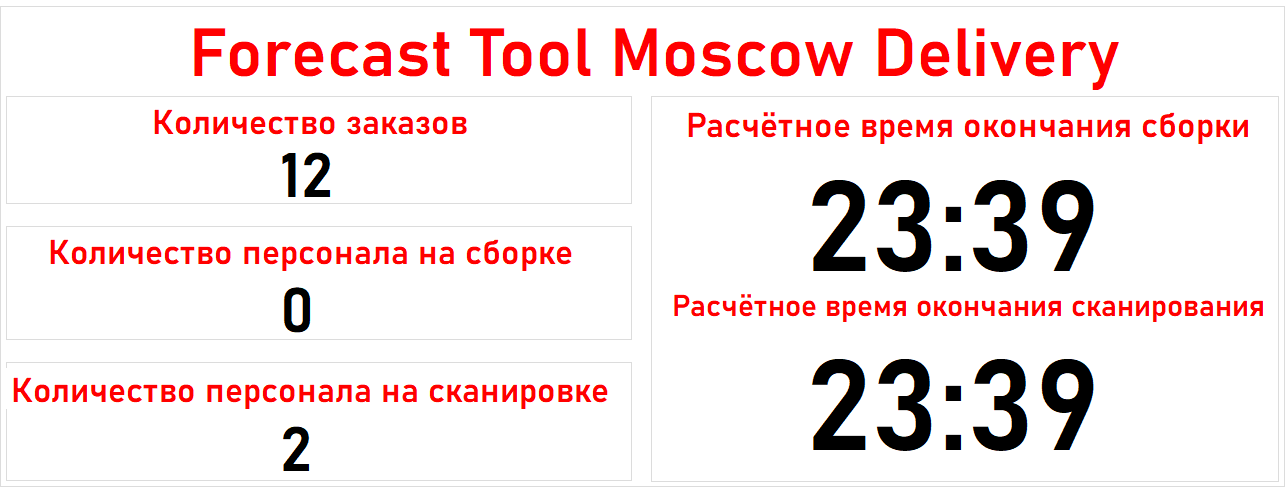 Forecast Tool Moscow Delivery
Количество заказов
12
Количество персонала на сборке
0
Количество персонала на сканировке
2
Расчётное время окончания сборки
23:39
Расчётное время окончания сканирования
23:39